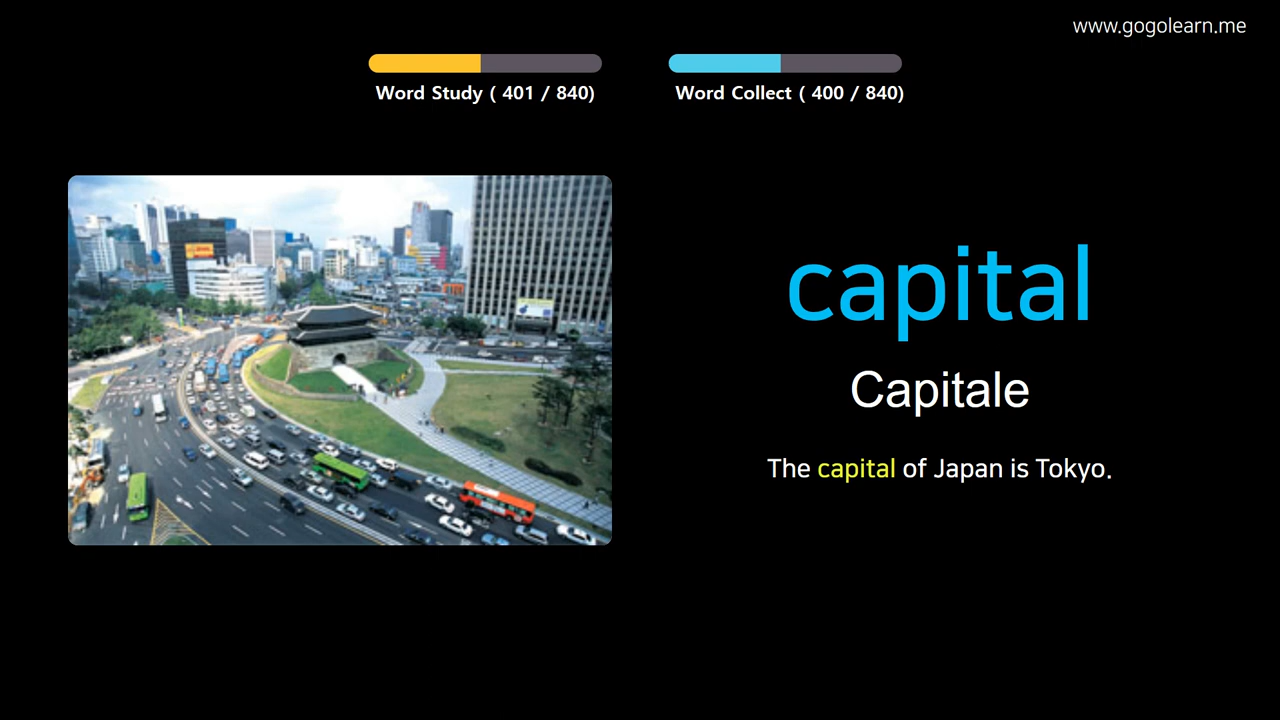 www.gogolearn.me
Word Study ( 401 / 840)
Word Collect ( 400 / 840)
capital
Capitale
The capital of Japan is Tokyo.